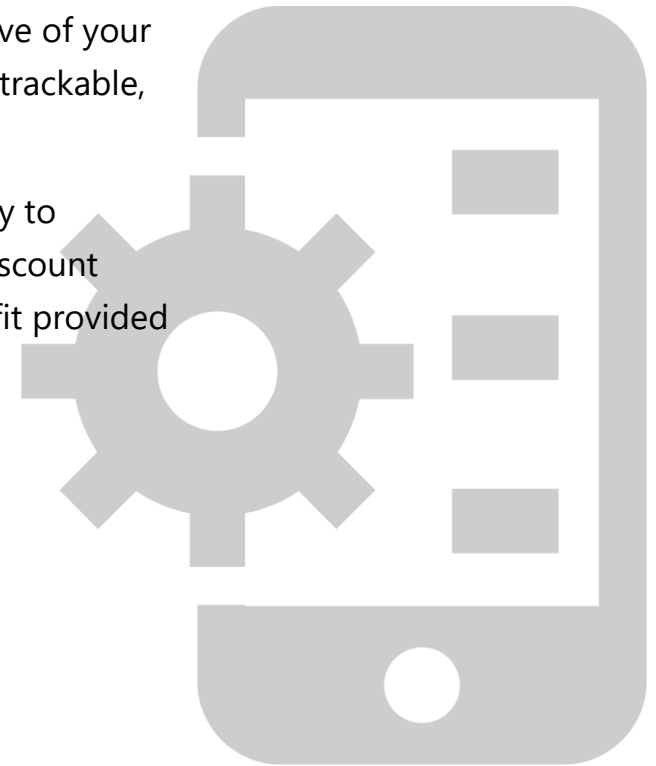 ve of your
trackable,
y to
scount
fit provided